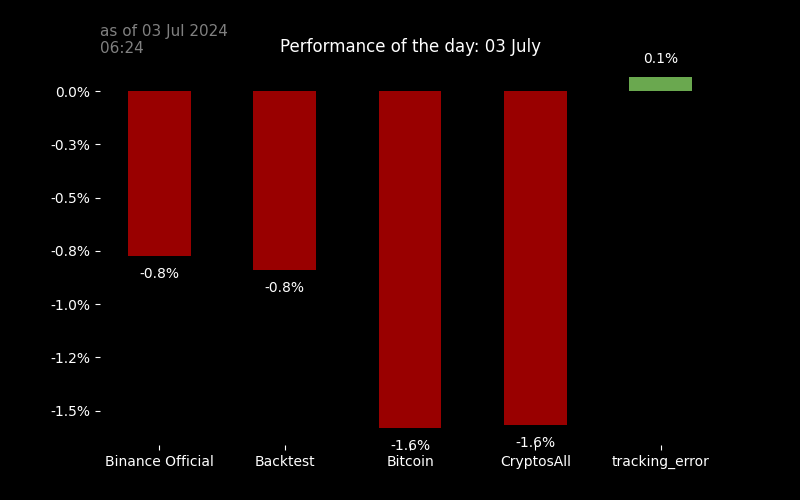 as of 03 Jul 2024
06:24
Performance of the day: 03 July
0.1%
0.0%
-0.3%
-0.5%
-0.8%
-1.0%
-1.2%
-1.5%
-0.8%
-0.8%
-1.6%
-1.6%
Binance Official
Backtest
Bitcoin
CryptosAll
tracking_error